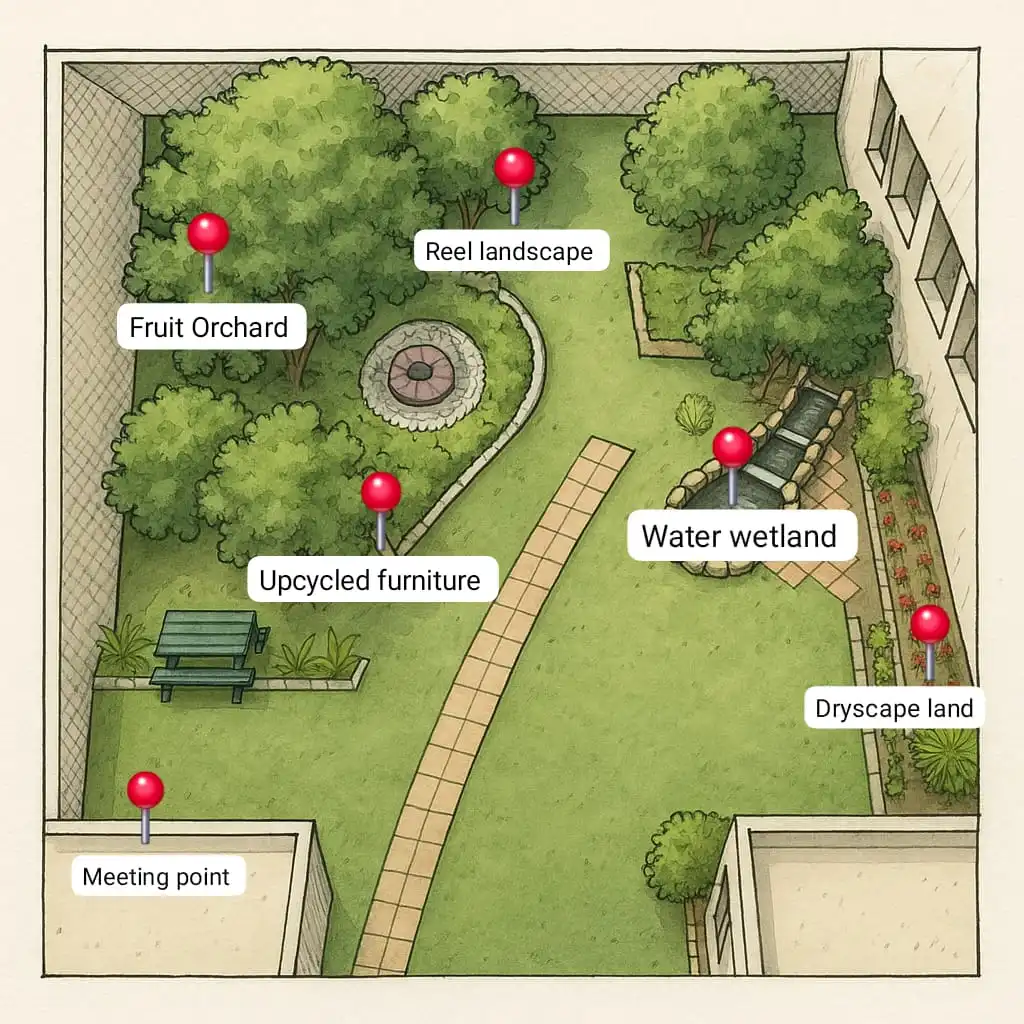 Reel landscape
Fruit Orchard
Water wetland
Upcycled furniture
Dryscape land
Meeting point